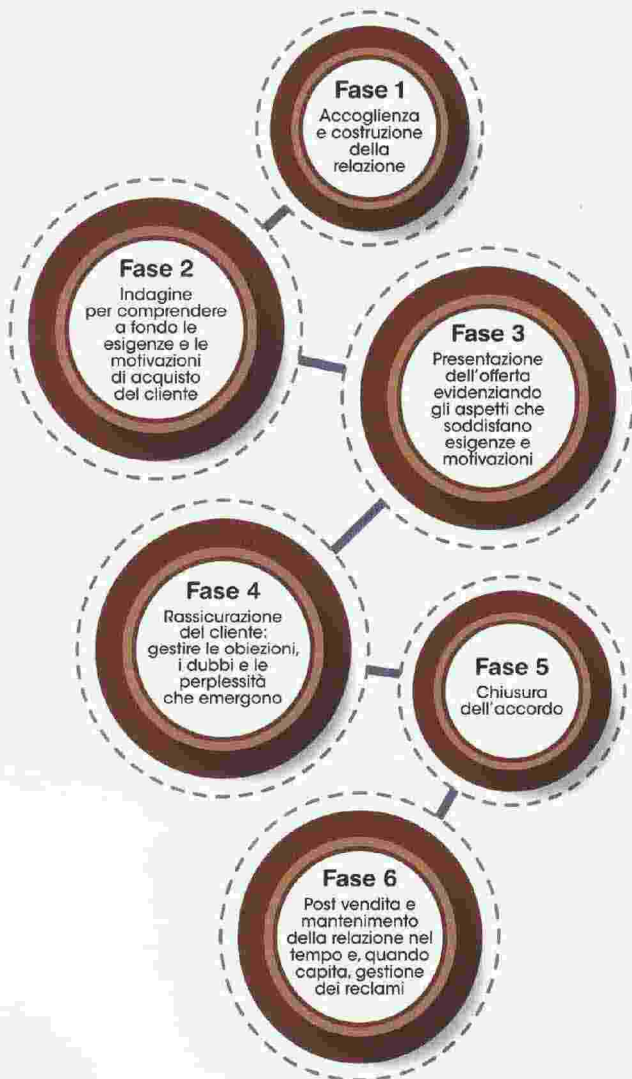 Fase 1
Accoglienza
e costruzione
della
relazione
Fase 2
Indagine
per comprendere
a fondo le
esigenze e le
motivazioni
di acquisto
del cliente
Fase 3
Presentazione
dell'offerta
evidenziando
gli aspetti che
soddisfano
esigenze e
motivazioni
Fase 4
Rassicurazione
del cliente:
gestire le obiezioni,
i dubbi e le
perplessità
che emergono
Fase 5
Chiusura
dell'accordo
Fase 6
Post vendita e
mantenimento
della relazione nel
tempo e, quando
capita, gestione
dei reclami